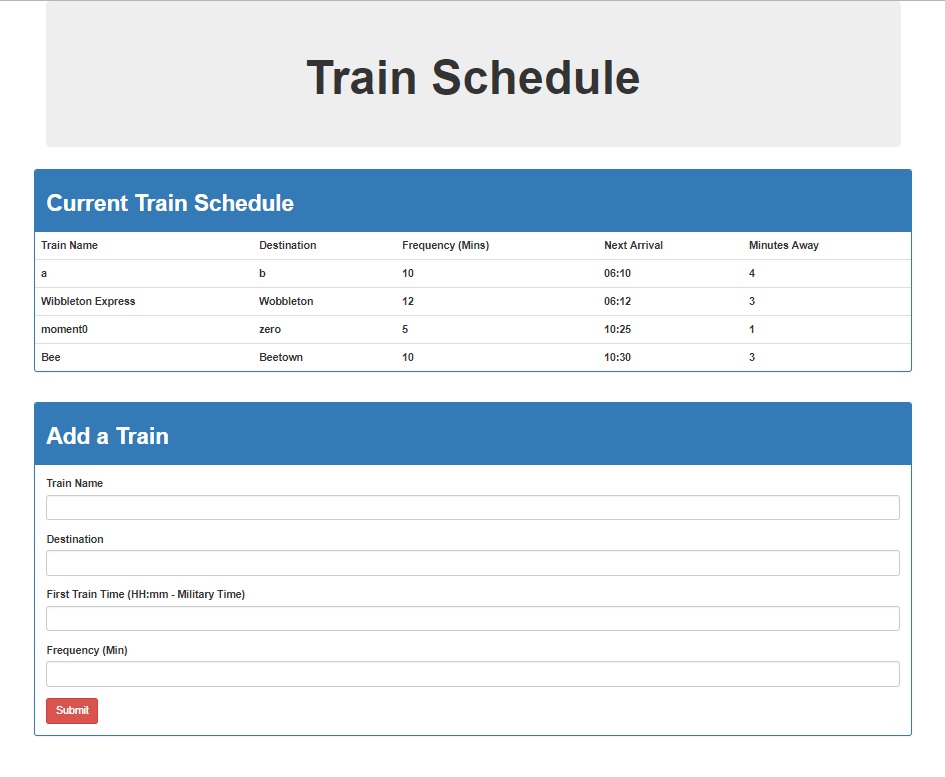 Train Schedule
Current Train Schedule
Train Name Destination Frequency (Mins) Next Arrival Minutes Away
a b 10 06:10 4
Wibbleton Express Wobbleton 12 06:12 3
moment0 zero 5 10:25 1
Bee Beetown 10 10:30 3
Add a Train
Train Name
Destination
First Train Time (HH:mm - Military Time)
Frequency (Min)
Submit